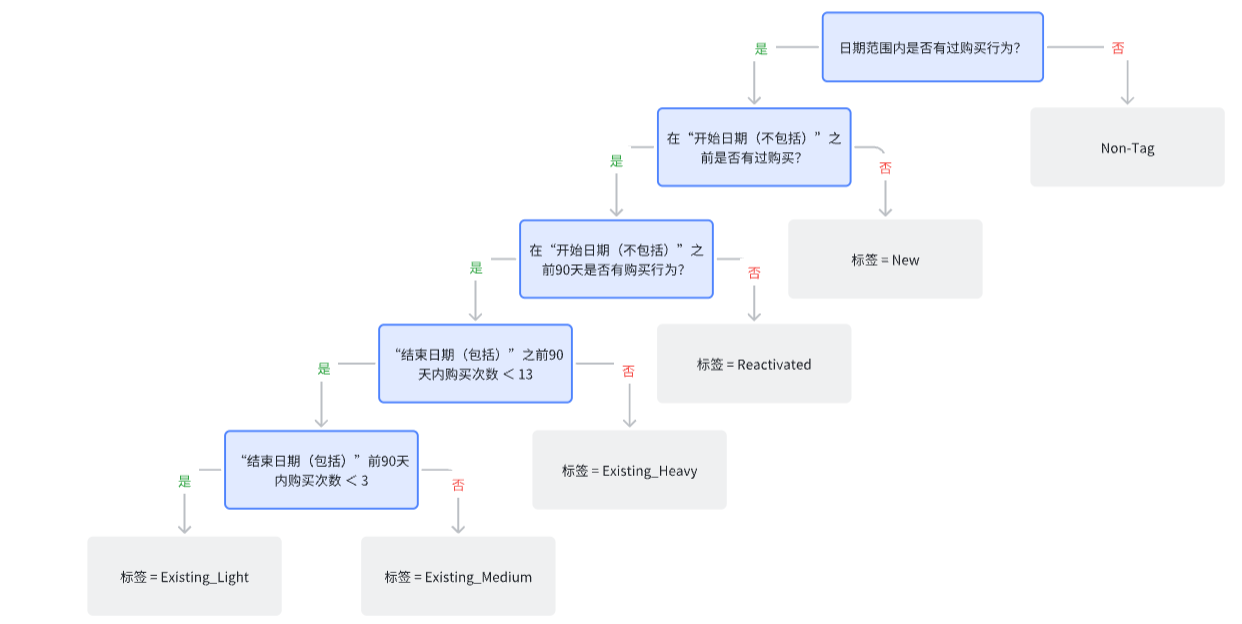 日期范围内是否有过购买行为？
是
否
在“开始日期（不包括）”之
前是否有过购买？
Non-Tag
是
否
在“开始日期（不包括）”之
前90天是否有购买行为？
标签 = New
是
否
“结束日期（包括）”之前90
天内购买次数 < 13
标签 = Reactivated
是
否
“结束日期（包括）”前90天
内购买次数 < 3
标签 = Existing_Heavy
是
否
标签 = Existing_Light
标签 = Existing_Medium